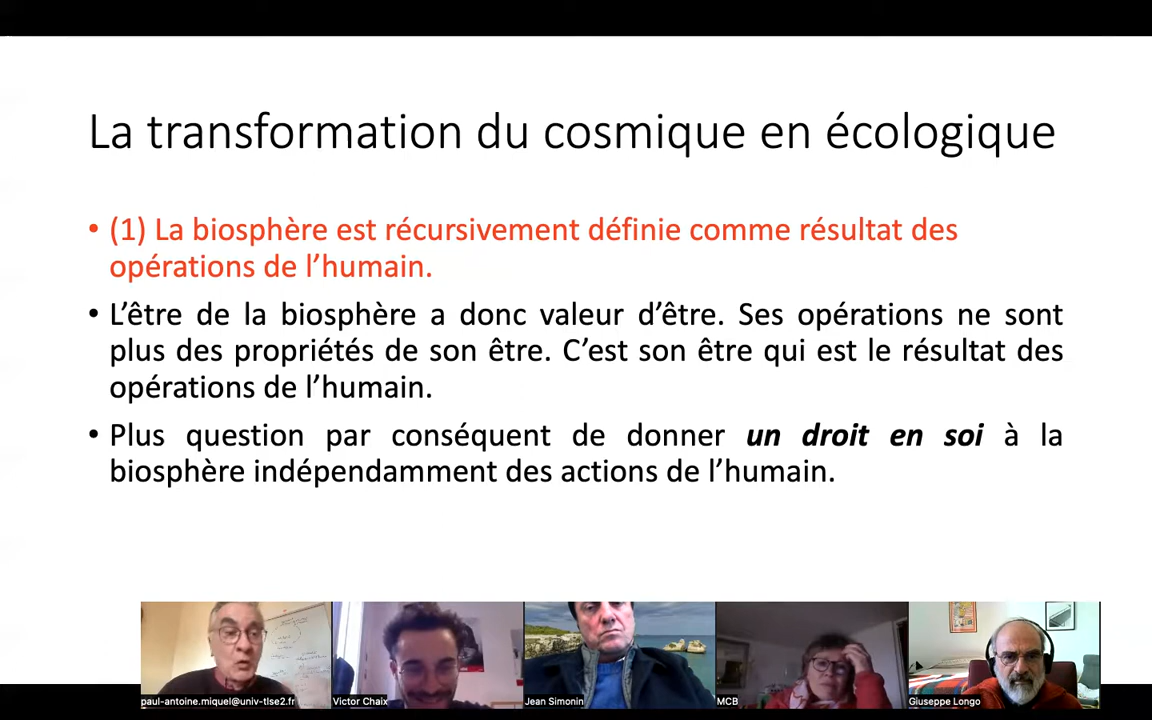 La transformation du cosmique en écologique
• (1) La biosphère est récursivement définie comme résultat des
opérations de l’humain.
• L’être de la biosphère a donc valeur d’être. Ses opérations ne sont
plus des propriétés de son être. C’est son être qui est le résultat des
opérations de l’humain.
• Plus question par conséquent de donner un droit en soi à la
biosphère indépendamment des actions de l’humain.
paul-antoine.miquel@univ-tlse2.fr
Victor Chaix
Jean Simonin
MCB
Giuseppe Longo